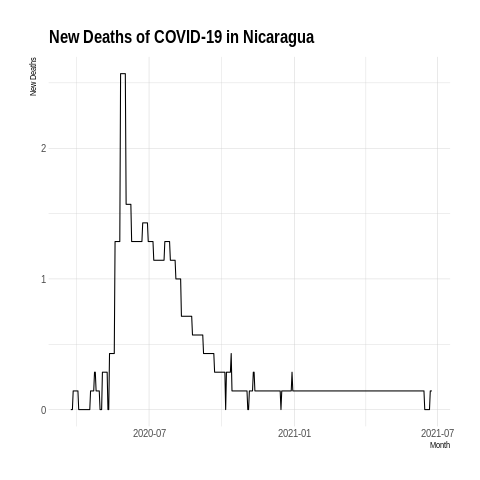 New Deaths of COVID-19 in Nicaragua
New Deaths
2
1
0
2020-07
2021-01
2021-07
Month